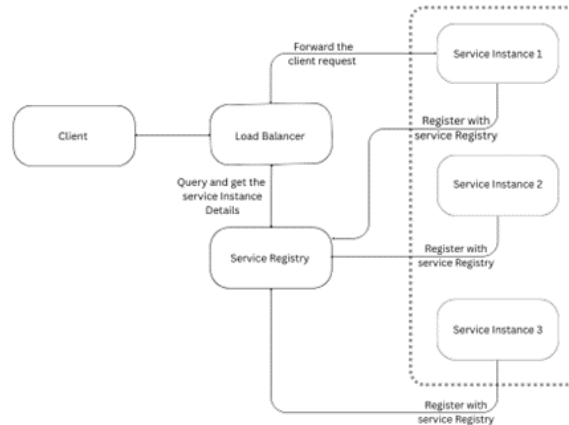 Forward the
client request
Service Instance 1
Client
Load Balancer
Register with
service Registry
Query and get the
service Instance
Details
Service Instance 2
Service Registry
Register with
service Registry
Service Instance 3
Register with
service Registry